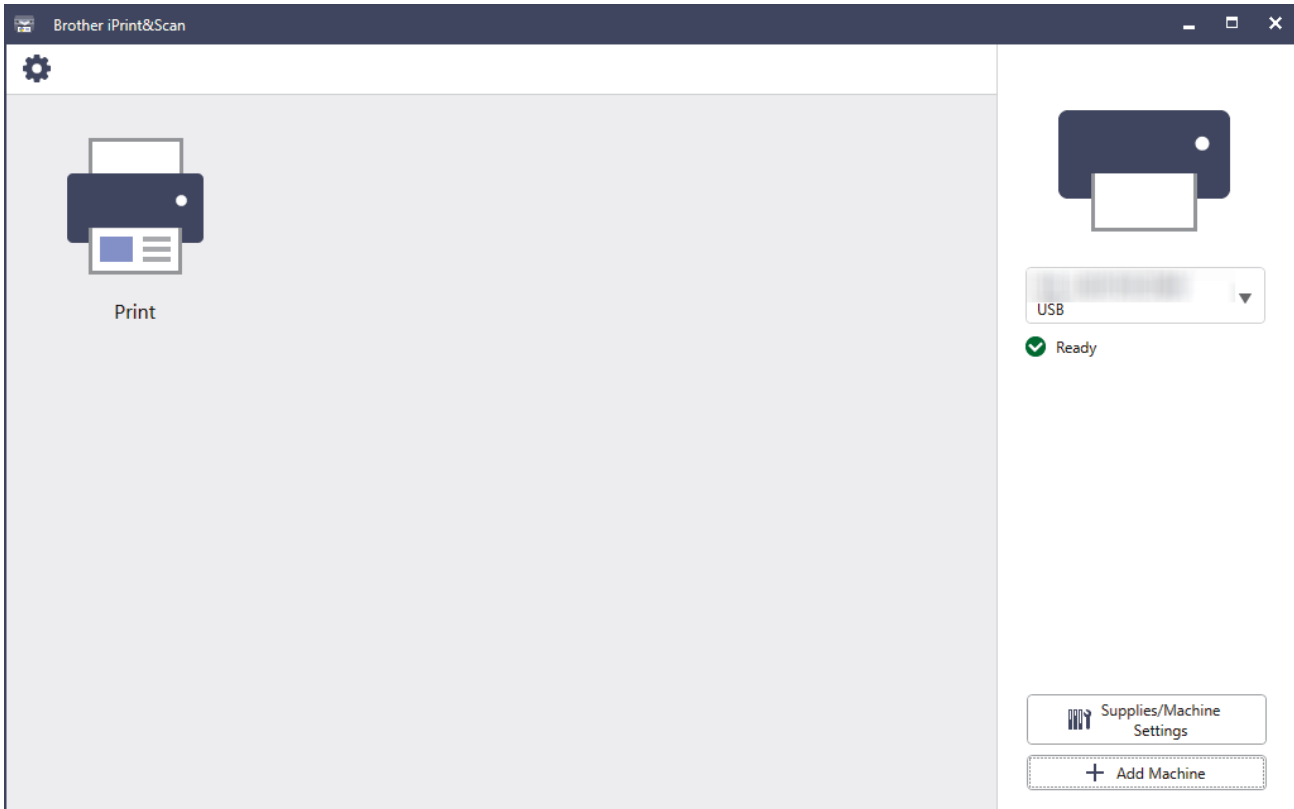 Brother iPrint&Scan
Print
USB
Ready
Supplies/Machine
Settings
Add Machine